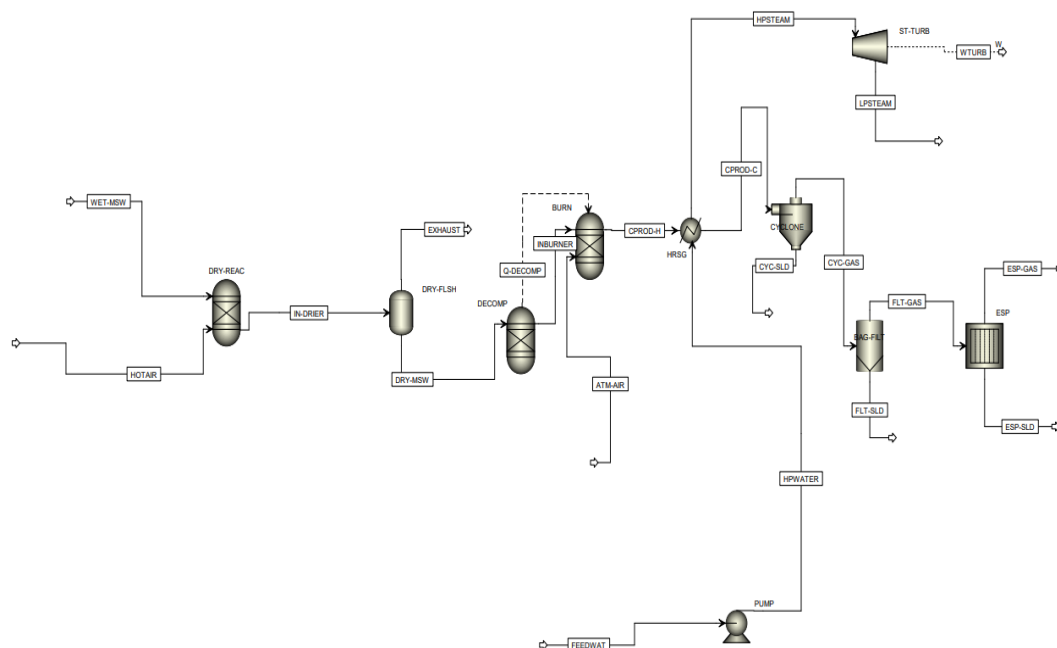 HPSTEAM
ST-TURB
WTURB
W
LPSTEAM
CPROD-C
WET-MSW
EXHAUST
BURN
CPROD-H
INBURNER
CYCLONE
HRSG
CYC-SLD
CYC-GAS
Q-DECOMP
DRY-REAC
DRY-FLSH
ESP-GAS
FLT-GAS
IN-DRIER
DECOMP
ESP
BAG-FILT
HOTAIR
DRY-MSW
ATM-AIR
FLT-SLD
ESP-SLD
HPWATER
PUMP
FEEDWAT